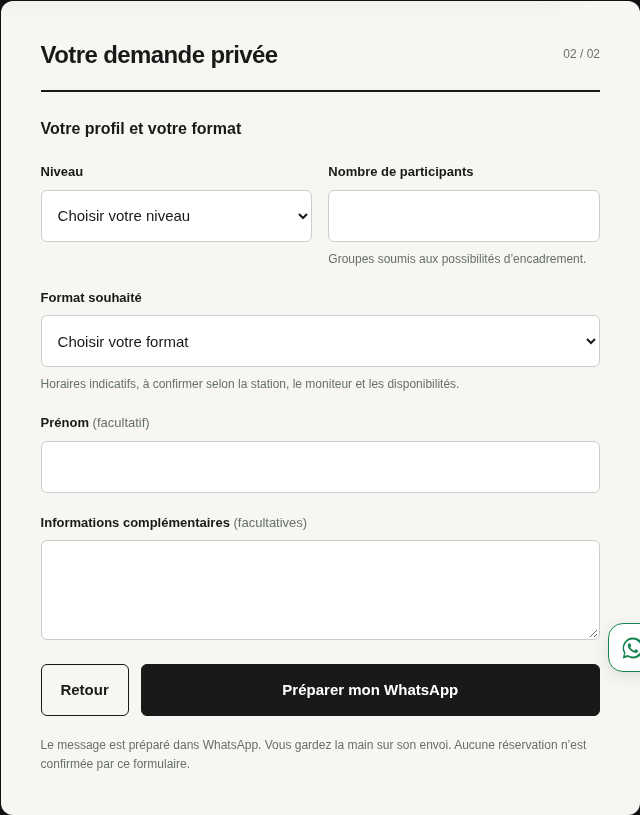 Votre demande privée
02 / 02
Votre profil et votre format
Niveau
Nombre de participants
Choisir votre niveau
Groupes soumis aux possibilités d’encadrement.
Format souhaité
Choisir votre format
Horaires indicatifs, à confirmer selon la station, le moniteur et les disponibilités.
Prénom (facultatif)
Informations complémentaires (facultatives)
Retour
Préparer mon WhatsApp
Le message est préparé dans WhatsApp. Vous gardez la main sur son envoi. Aucune réservation n’est
confirmée par ce formulaire.